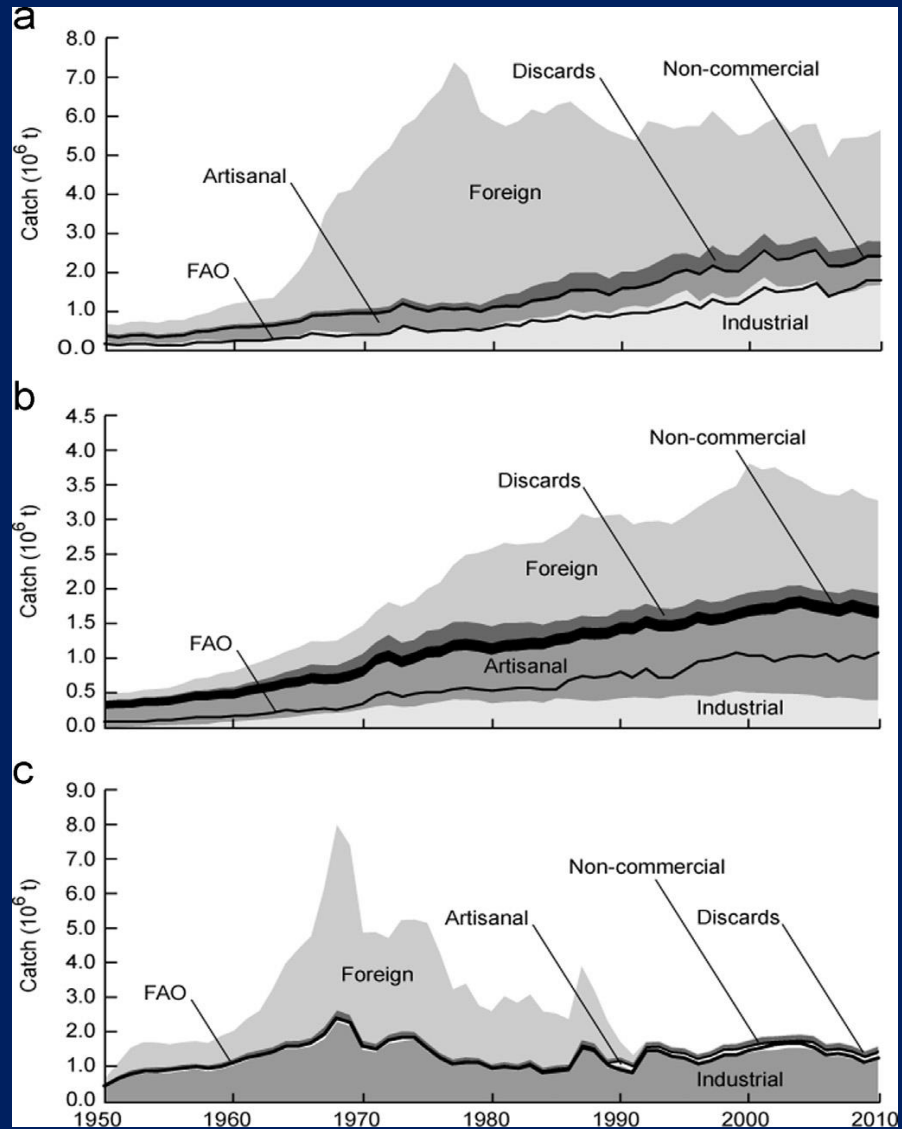 a
8.0
7.0
6.0
5.0
4.0
3.0
2.0
1.0
0.0
Catch (10⁶ t)
Discards
Non-commercial
Artisanal
Foreign
FAO
Industrial
b
4.5
4.0
3.5
3.0
2.5
2.0
1.5
1.0
0.5
0.0
Catch (10⁶ t)
Non-commercial
Discards
Foreign
FAO
Artisanal
Industrial
c
9.0
8.0
7.0
6.0
5.0
4.0
3.0
2.0
1.0
0.0
Catch (10⁶ t)
Non-commercial
Artisanal
Discards
Foreign
FAO
Industrial
1950 1960 1970 1980 1990 2000 2010